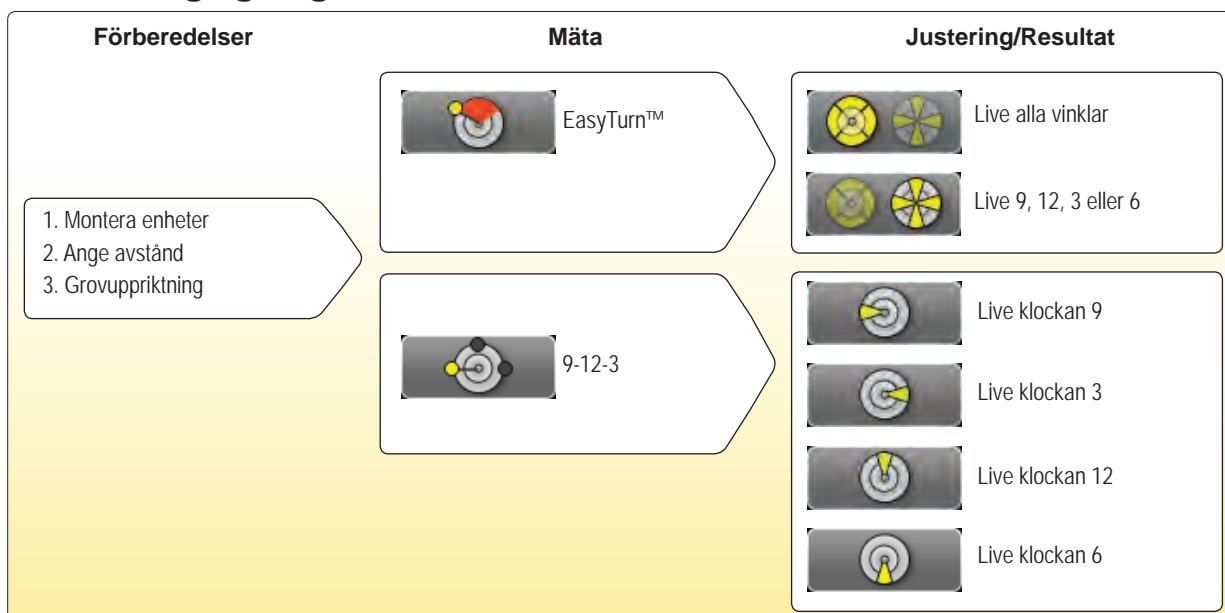 Förberedelser
Mäta
Justering/Resultat
1. Montera enheter
2. Ange avstånd
3. Grovuppriktning
EasyTurn™
9-12-3
Live alla vinklar
Live 9, 12, 3 eller 6
Live klockan 9
Live klockan 3
Live klockan 12
Live klockan 6